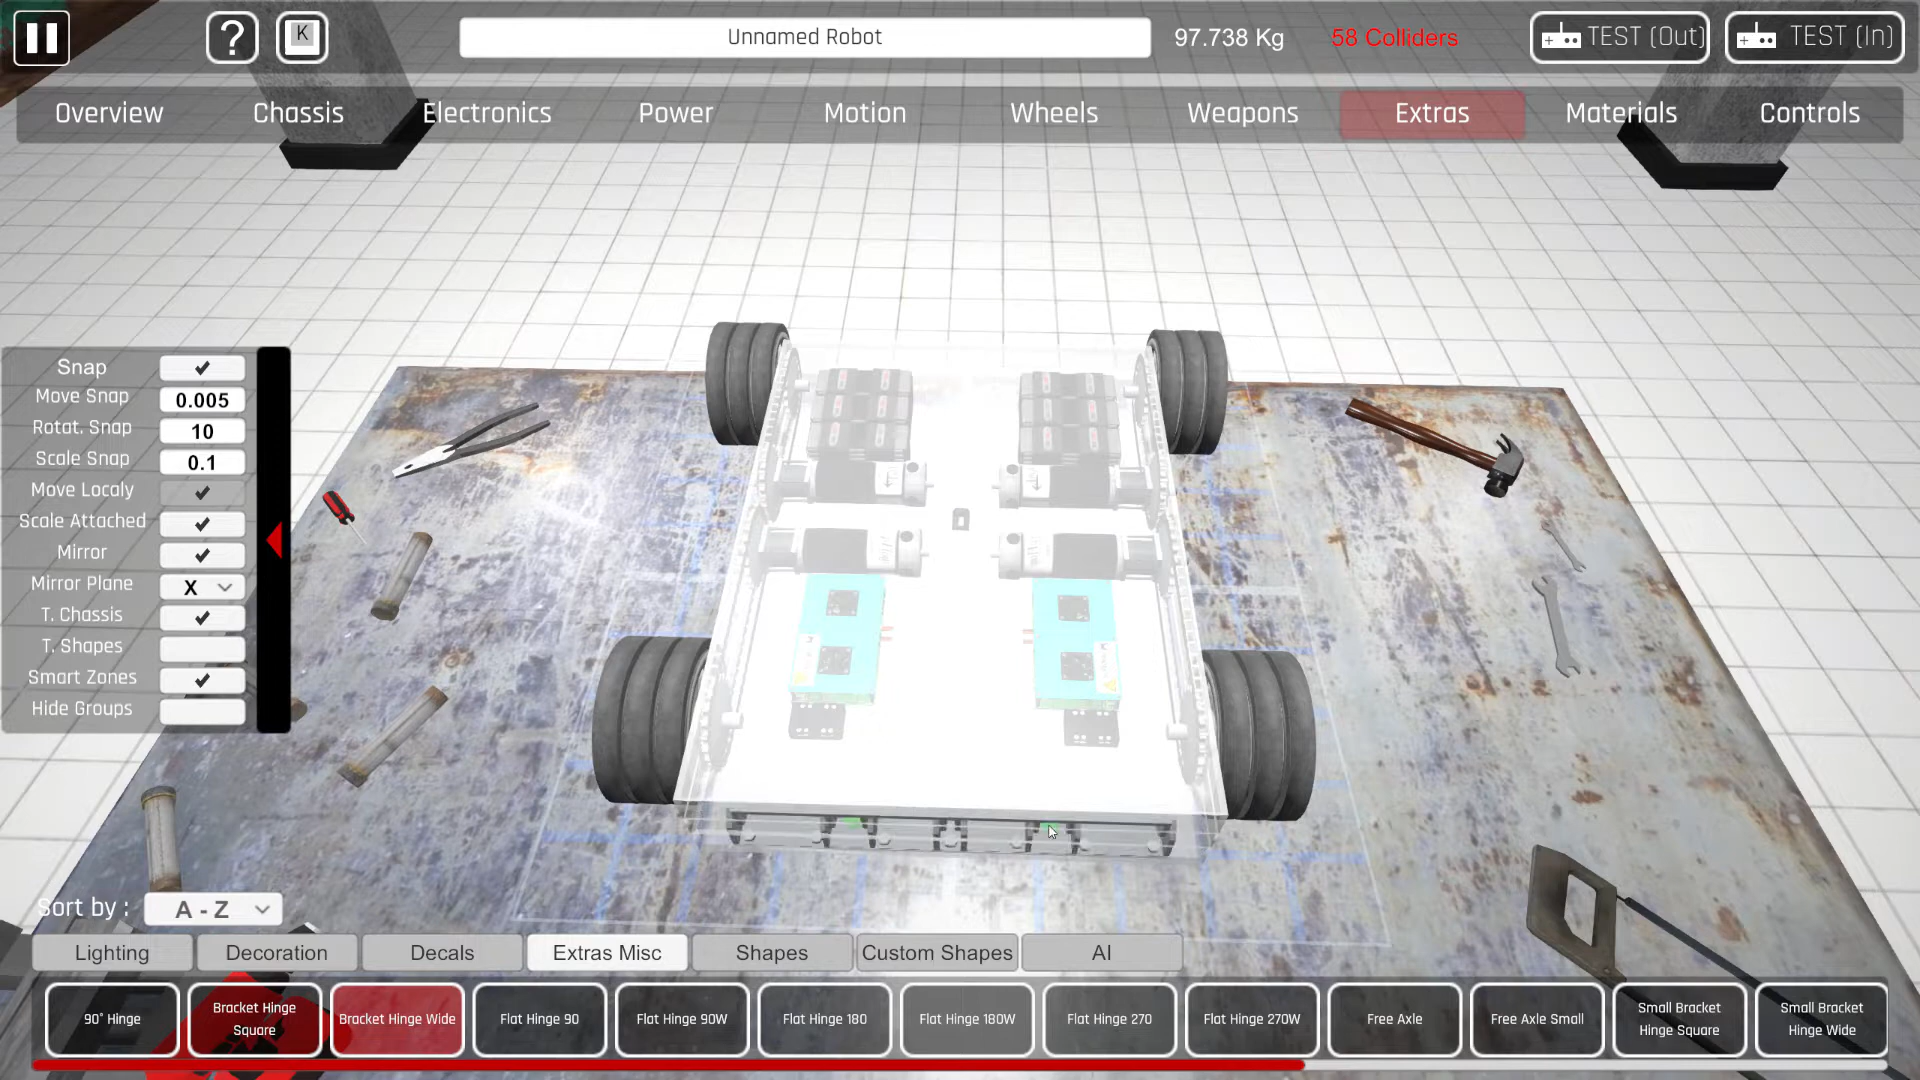 K
Unnamed Robot
97.738 Kg
58 Colliders
TEST (Out)
TEST (In)
Overview
Chassis
Electronics
Power
Motion
Wheels
Weapons
Extras
Materials
Controls
Snap
Move Snap
0.005
Rotat. Snap
10
Scale Snap
0.1
Move Localy
Scale Attached
Mirror
Mirror Plane
X
T. Chassis
T. Shapes
Smart Zones
Hide Groups
Sort by :
A - Z
Lighting
Decoration
Decals
Extras Misc
Shapes
Custom Shapes
AI
90° Hinge
Bracket Hinge
Square
Bracket Hinge Wide
Flat Hinge 90
Flat Hinge 90W
Flat Hinge 180
Flat Hinge 180W
Flat Hinge 270
Flat Hinge 270W
Free Axle
Free Axle Small
Small Bracket
Hinge Square
Small Bracket
Hinge Wide